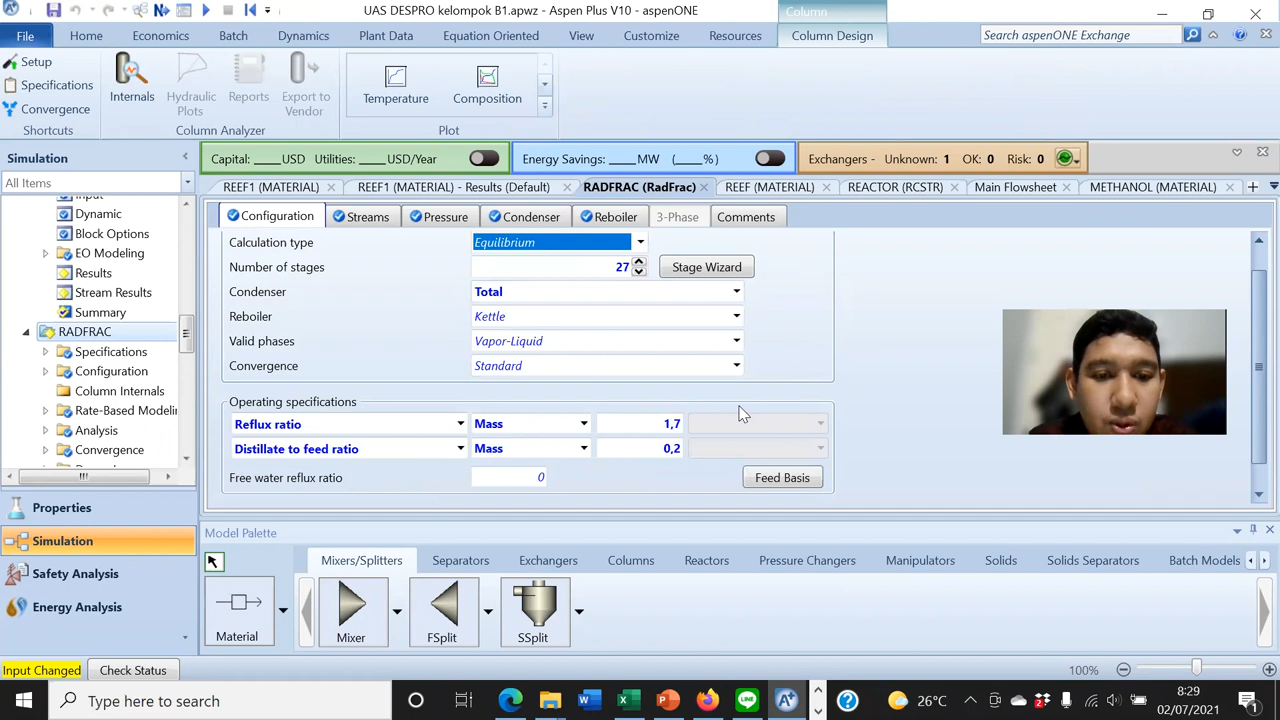 UAS DESPRO kelompok B1.apwz - Aspen Plus V10 - aspenONE
Column
File Home Economics Batch Dynamics Plant Data Equation Oriented View Customize Resources Column Design Search aspenONE Exchange
Setup
Specifications
Convergence
Shortcuts
Internals
Hydraulic Plots
Reports
Export to Vendor
Column Analyzer
Temperature
Composition
Plot
Simulation
Capital: ____USD Utilities: ____USD/Year
Energy Savings: ____MW (____%)
Exchangers - Unknown: 1 OK: 0 Risk: 0
All Items
REEF1 (MATERIAL) REEF1 (MATERIAL) - Results (Default) RADFRAC (RadFrac) REEF (MATERIAL) REACTOR (RCSTR) Main Flowsheet METHANOL (MATERIAL)
Input
Dynamic
Block Options
EO Modeling
Results
Stream Results
Summary
RADFRAC
Specifications
Configuration
Column Internals
Rate-Based Modelin
Analysis
Convergence
Configuration Streams Pressure Condenser Reboiler 3-Phase Comments
Calculation type Equilibrium
Number of stages 27 Stage Wizard
Condenser Total
Reboiler Kettle
Valid phases Vapor-Liquid
Convergence Standard
Operating specifications
Reflux ratio Mass 1,7
Distillate to feed ratio Mass 0,2
Free water reflux ratio 0 Feed Basis
Properties
Simulation
Safety Analysis
Energy Analysis
Model Palette
Mixers/Splitters Separators Exchangers Columns Reactors Pressure Changers Manipulators Solids Solids Separators Batch Models
Material
Mixer
FSplit
SSplit
Input Changed Check Status 100%
Type here to search
26°C
8:29
02/07/2021
1